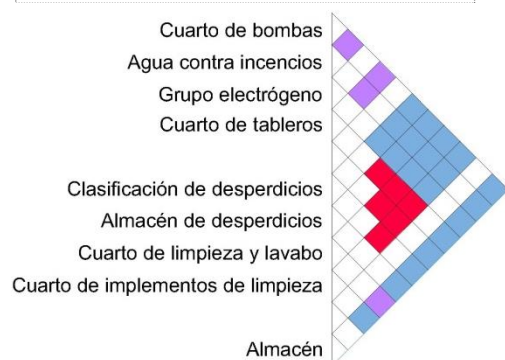 Cuarto de bombas
Agua contra incencios
Grupo electrógeno
Cuarto de tableros
Clasificación de desperdicios
Almacén de desperdicios
Cuarto de limpieza y lavabo
Cuarto de implementos de limpieza
Almacén